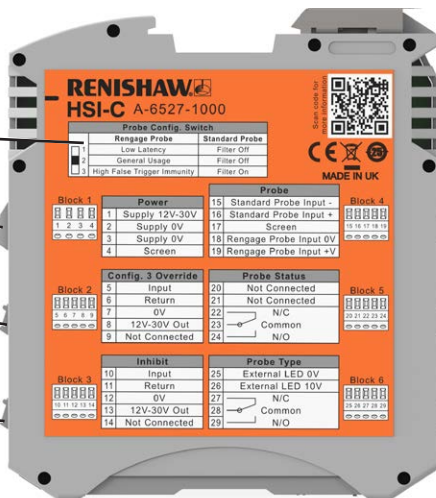 RENISHAW
HSI-C A-6527-1000
Scan code for
more information
Probe Config. Switch
Rengage Probe Standard Probe
1 Low Latency Filter Off
2 General Usage Filter Off
3 High False Trigger Immunity Filter On
CE
MADE IN UK
Block 1
1 2 3 4
Power
1 Supply 12V-30V
2 Supply 0V
3 Supply 0V
4 Screen
Probe
15 Standard Probe Input -
16 Standard Probe Input +
17 Screen
18 Rengage Probe Input 0V
19 Rengage Probe Input +V
Block 4
15 16 17 18 19
Block 2
5 6 7 8 9
Config. 3 Override
5 Input
6 Return
7 0V
8 12V-30V Out
9 Not Connected
Probe Status
20 Not Connected
21 Not Connected
22 N/C
23 Common
24 N/O
Block 5
20 21 22 23 24
Block 3
10 11 12 13 14
Inhibit
10 Input
11 Return
12 0V
13 12V-30V Out
14 Not Connected
Probe Type
25 External LED 0V
26 External LED 10V
27 N/C
28 Common
29 N/O
Block 6
25 26 27 28 29